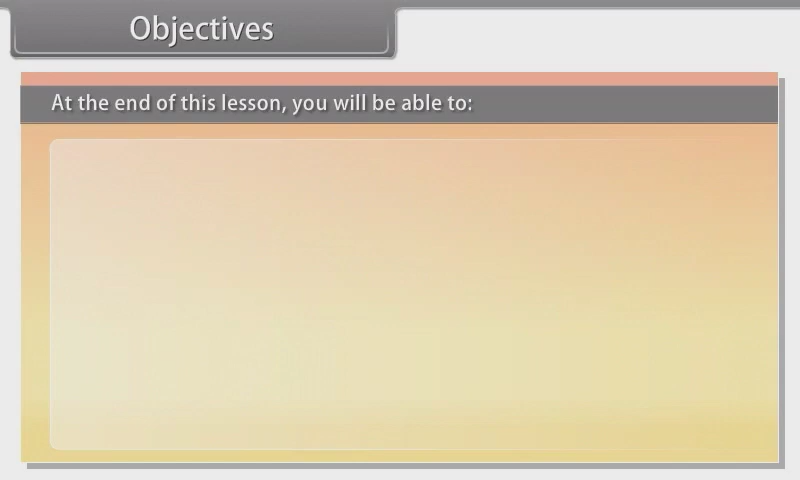 Objectives
At the end of this lesson, you will be able to: